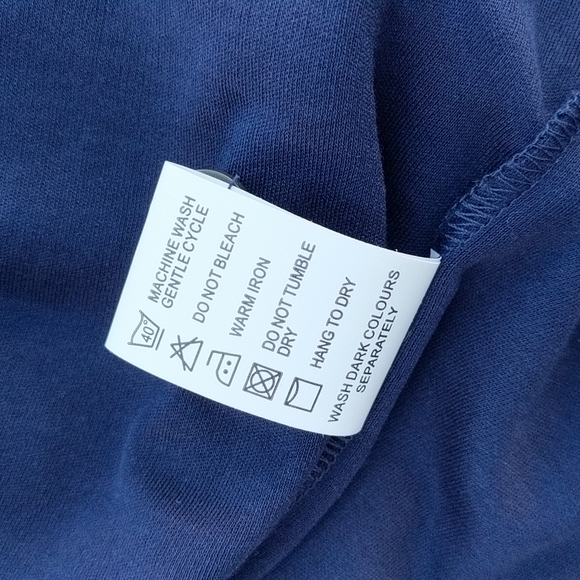 MACHINE WASH
GENTLE CYCLE
40°
DO NOT BLEACH
WARM IRON
DO NOT TUMBLE
DRY
HANG TO DRY
WASH DARK COLOURS
SEPARATELY